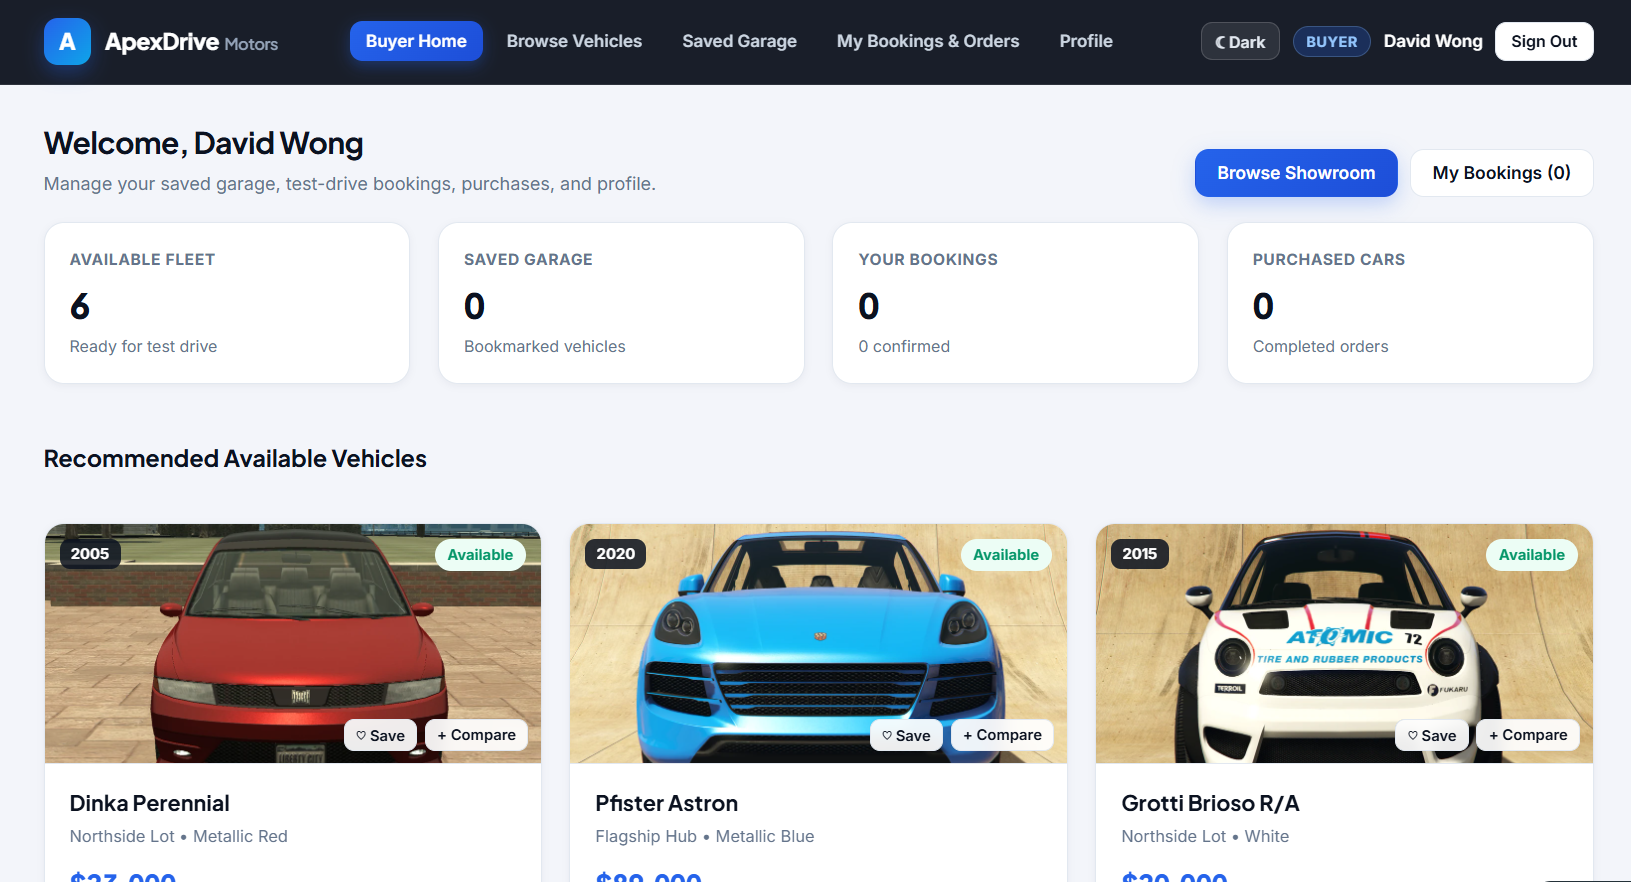 A
ApexDrive Motors
Buyer Home
Browse Vehicles
Saved Garage
My Bookings & Orders
Profile
☾ Dark
BUYER
David Wong
Sign Out
Welcome, David Wong
Manage your saved garage, test-drive bookings, purchases, and profile.
Browse Showroom
My Bookings (0)
AVAILABLE FLEET
6
Ready for test drive
SAVED GARAGE
0
Bookmarked vehicles
YOUR BOOKINGS
0
0 confirmed
PURCHASED CARS
0
Completed orders
Recommended Available Vehicles
2005
Available
LIBERTY CITY
♡ Save
+ Compare
Dinka Perennial
Northside Lot • Metallic Red
2020
Available
♡ Save
+ Compare
Pfister Astron
Flagship Hub • Metallic Blue
2015
Available
ATOMIC 72
TIRE AND RUBBER PRODUCTS
TERROIL
FUKARU
♡ Save
+ Compare
Grotti Brioso R/A
Northside Lot • White